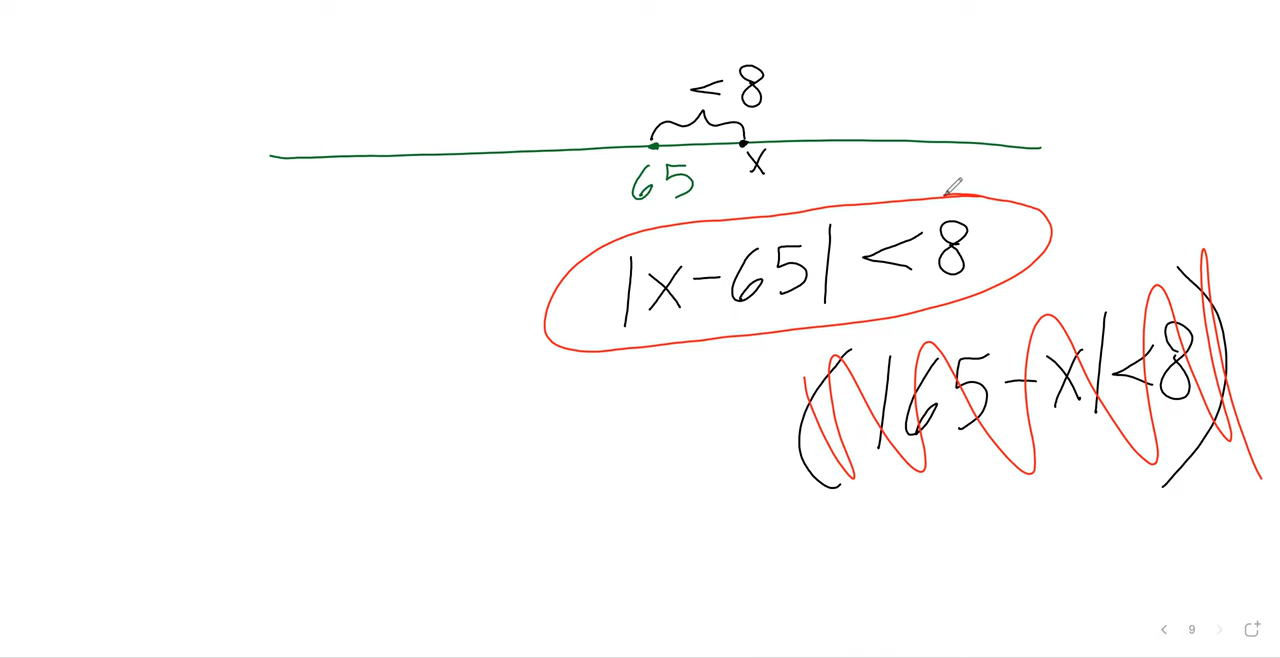 < 8
65 x
|x-65| < 8
(|65-x|<8)
9